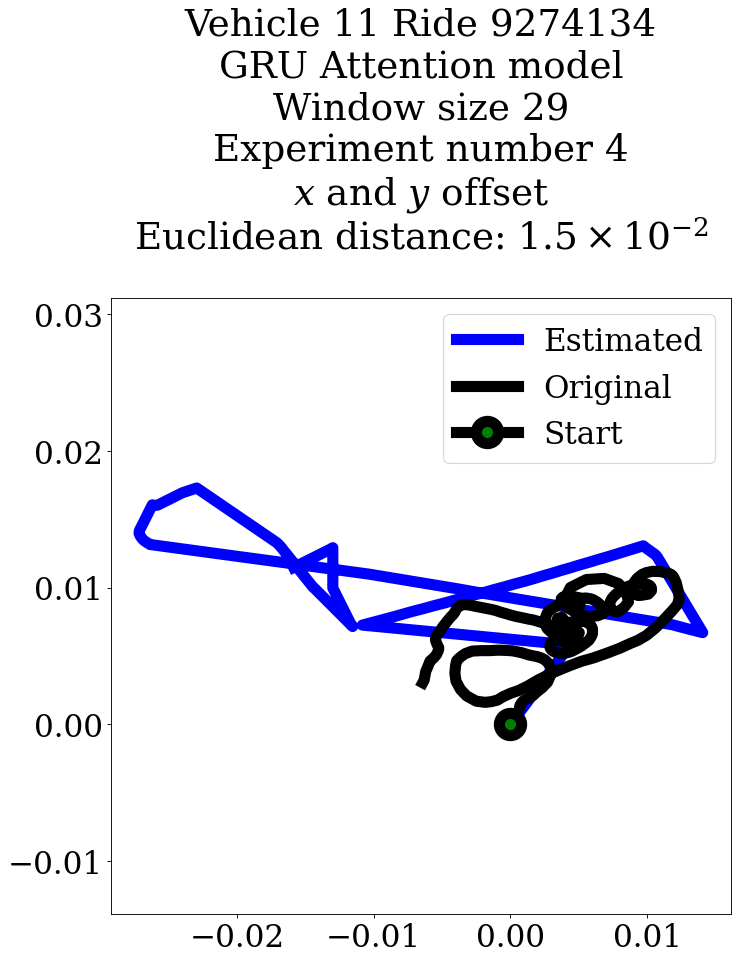 Vehicle 11 Ride 9274134
GRU Attention model
Window size 29
Experiment number 4
x and y offset
Euclidean distance: 1.5 × 10⁻²
0.03
0.02
0.01
0.00
−0.01
Estimated
Original
Start
−0.02
−0.01
0.00
0.01